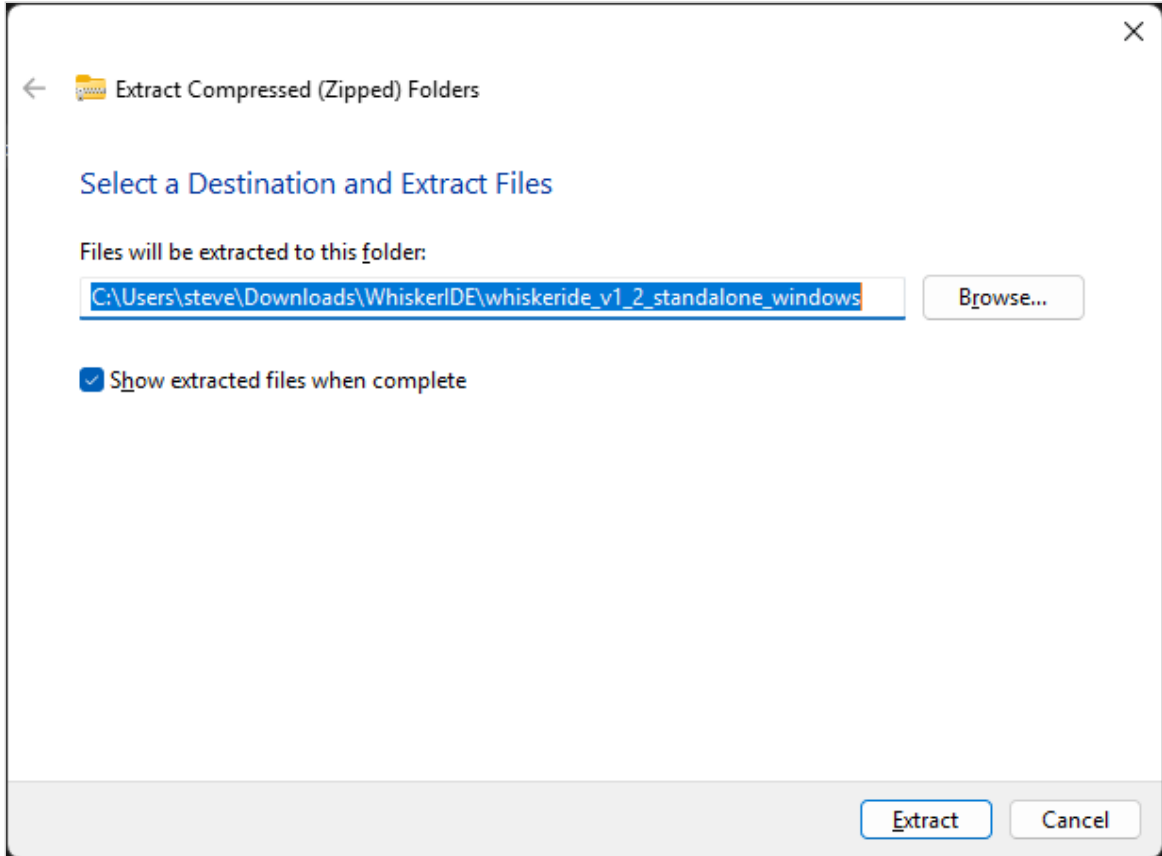 Extract Compressed (Zipped) Folders
Select a Destination and Extract Files
Files will be extracted to this folder:
C:\Users\steve\Downloads\WhiskerIDE\whiskeride_v1_2_standalone_windows
Browse...
Show extracted files when complete
Extract
Cancel